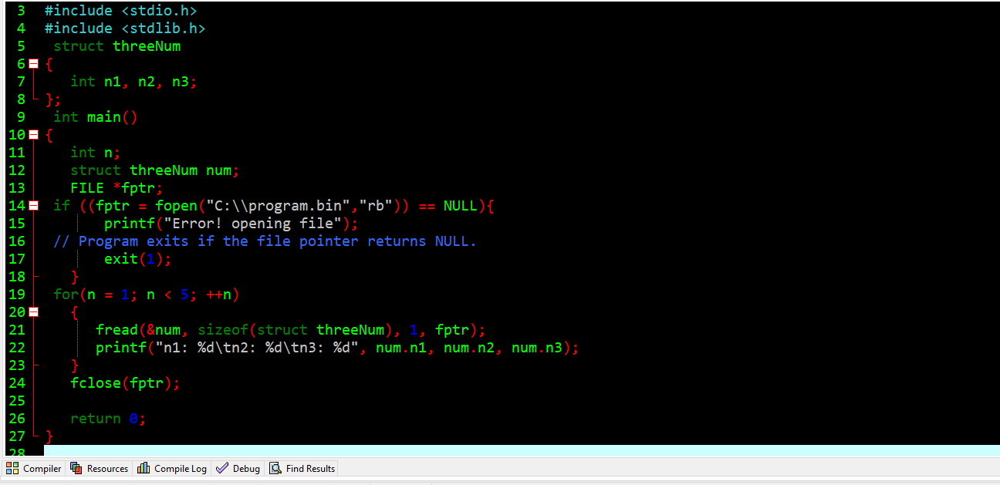 3 #include <stdio.h>
4 #include <stdlib.h>
5 struct threeNum
6 {
7 int n1, n2, n3;
8 };
9 int main()
10 {
11 int n;
12 struct threeNum num;
13 FILE *fptr;
14 if ((fptr = fopen("C:\\program.bin","rb")) == NULL){
15 printf("Error! opening file");
16 // Program exits if the file pointer returns NULL.
17 exit(1);
18 }
19 for(n = 1; n < 5; ++n)
20 {
21 fread(&num, sizeof(struct threeNum), 1, fptr);
22 printf("n1: %d\tn2: %d\tn3: %d", num.n1, num.n2, num.n3);
23 }
24 fclose(fptr);
25
26 return 0;
27 }
28
Compiler Resources Compile Log Debug Find Results